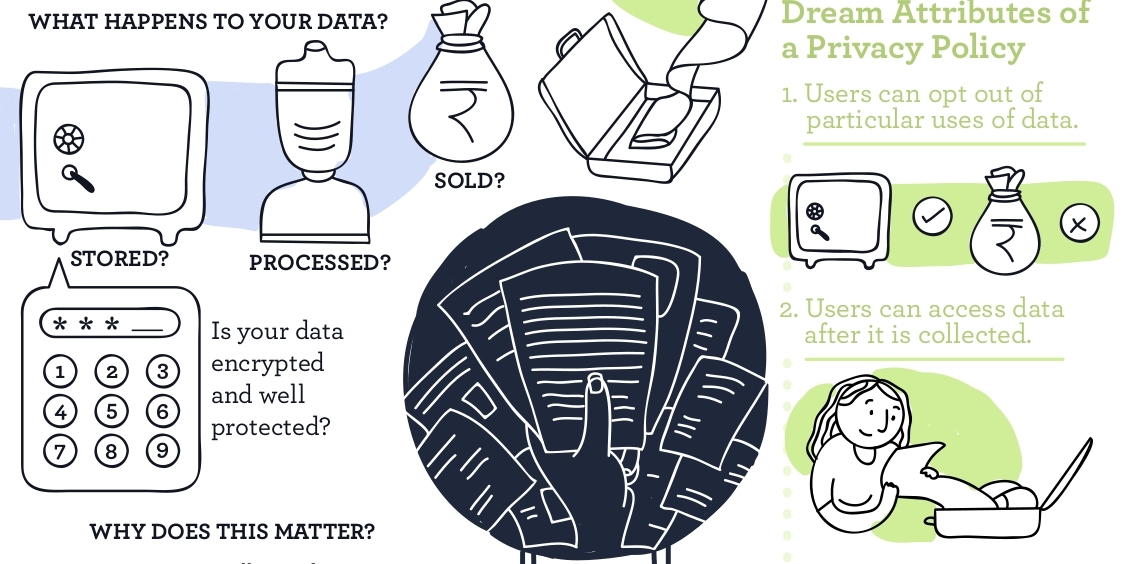 WHAT HAPPENS TO YOUR DATA?
₹
SOLD?
STORED?
PROCESSED?
* * * __
1 2 3
4 5 6
7 8 9
Is your data
encrypted
and well
protected?
WHY DOES THIS MATTER?
Dream Attributes of
a Privacy Policy
1. Users can opt out of
particular uses of data.
₹
2. Users can access data
after it is collected.